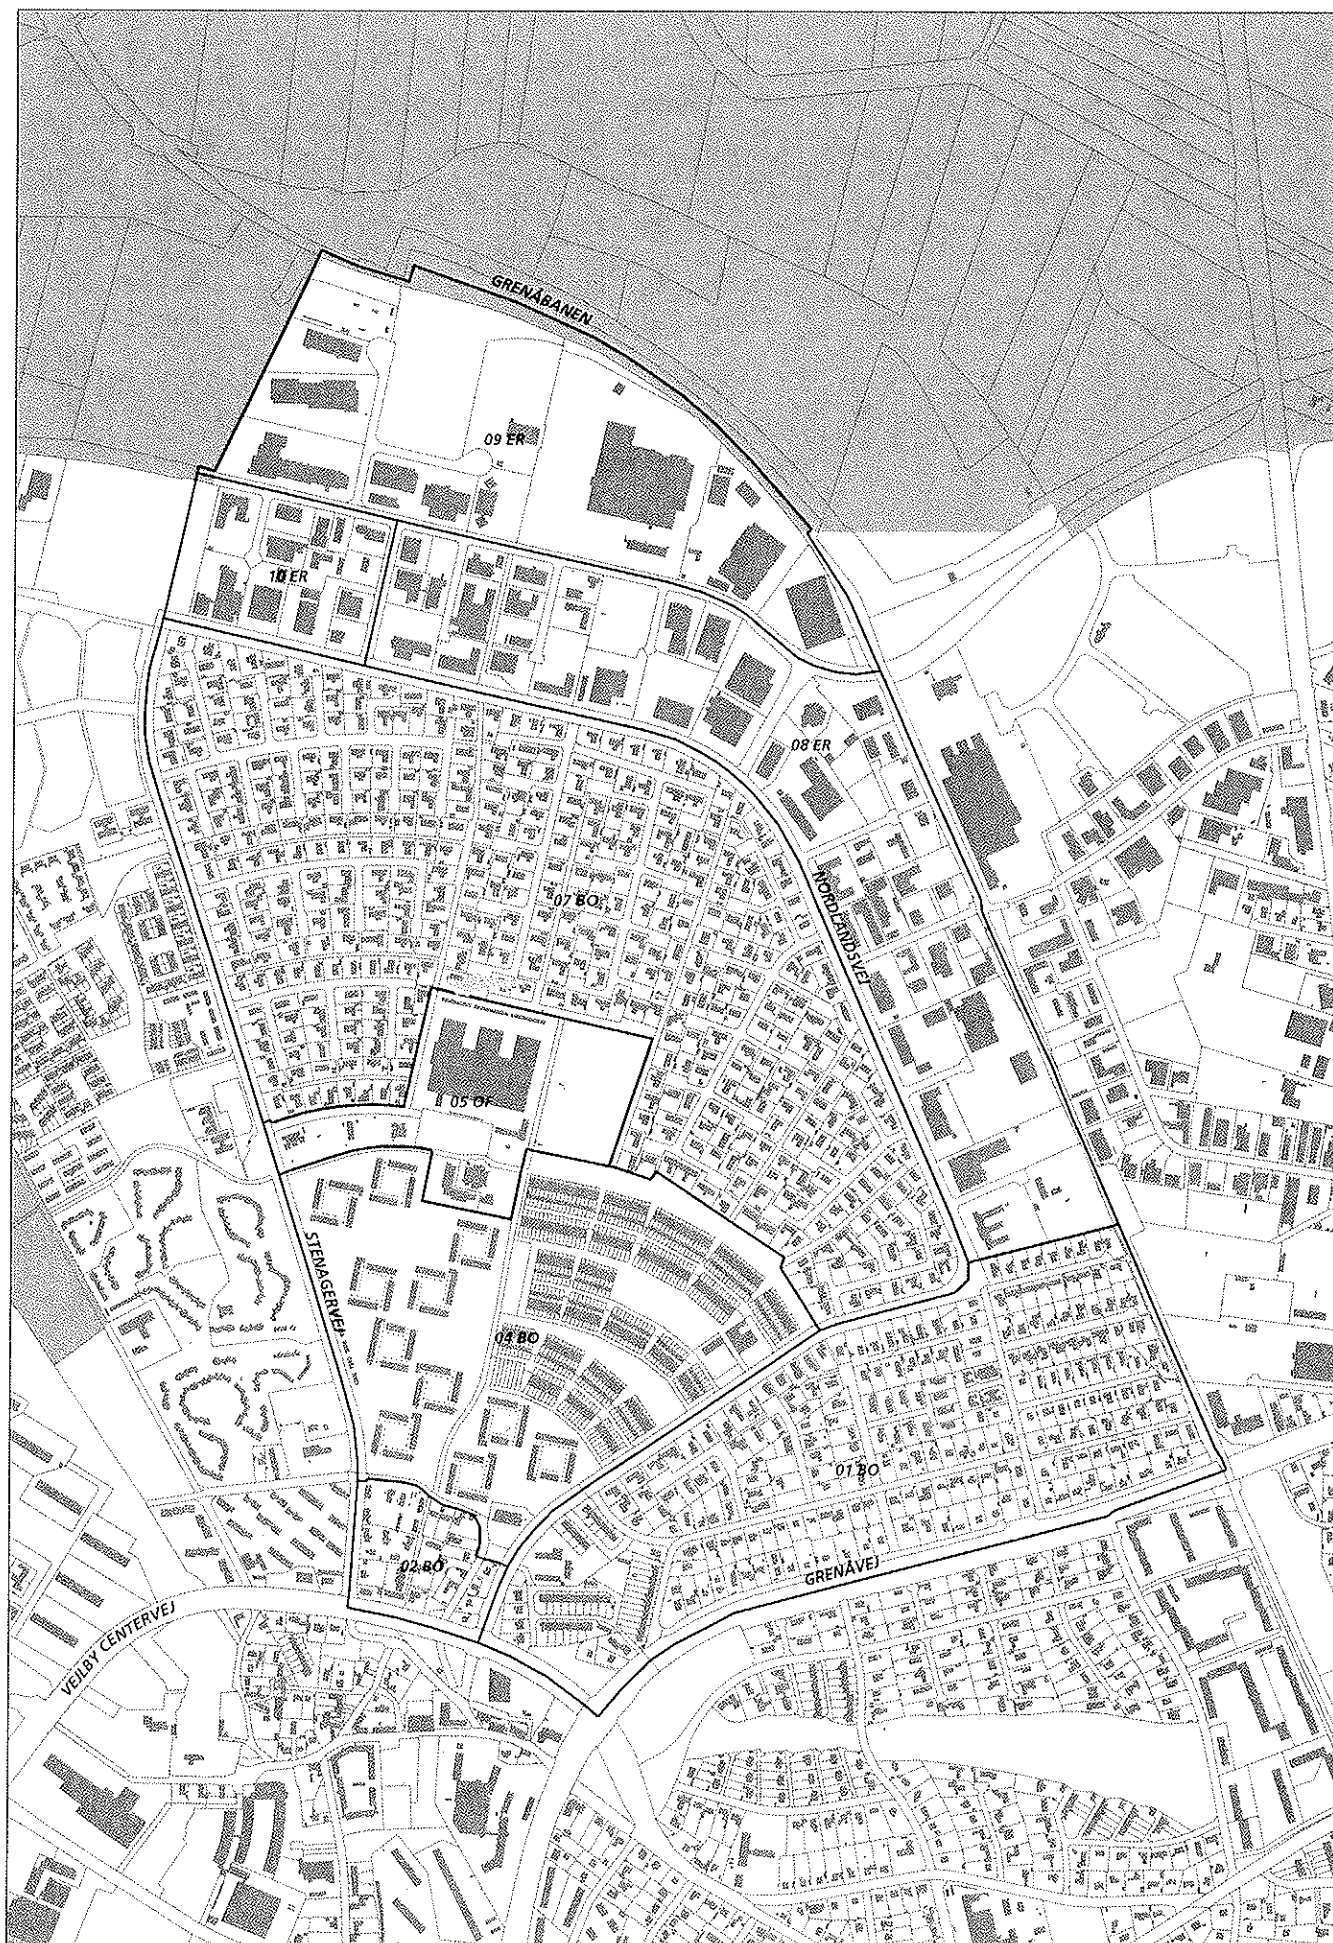 GRENÅBANEN
09 ER
10 ER
08 ER
NORDLANDSVEJ
07 BO
05 OF
STENAGERVEJ
04 BO
01 BO
02 BO
GRENÅVEJ
VEJLBY CENTERVEJ